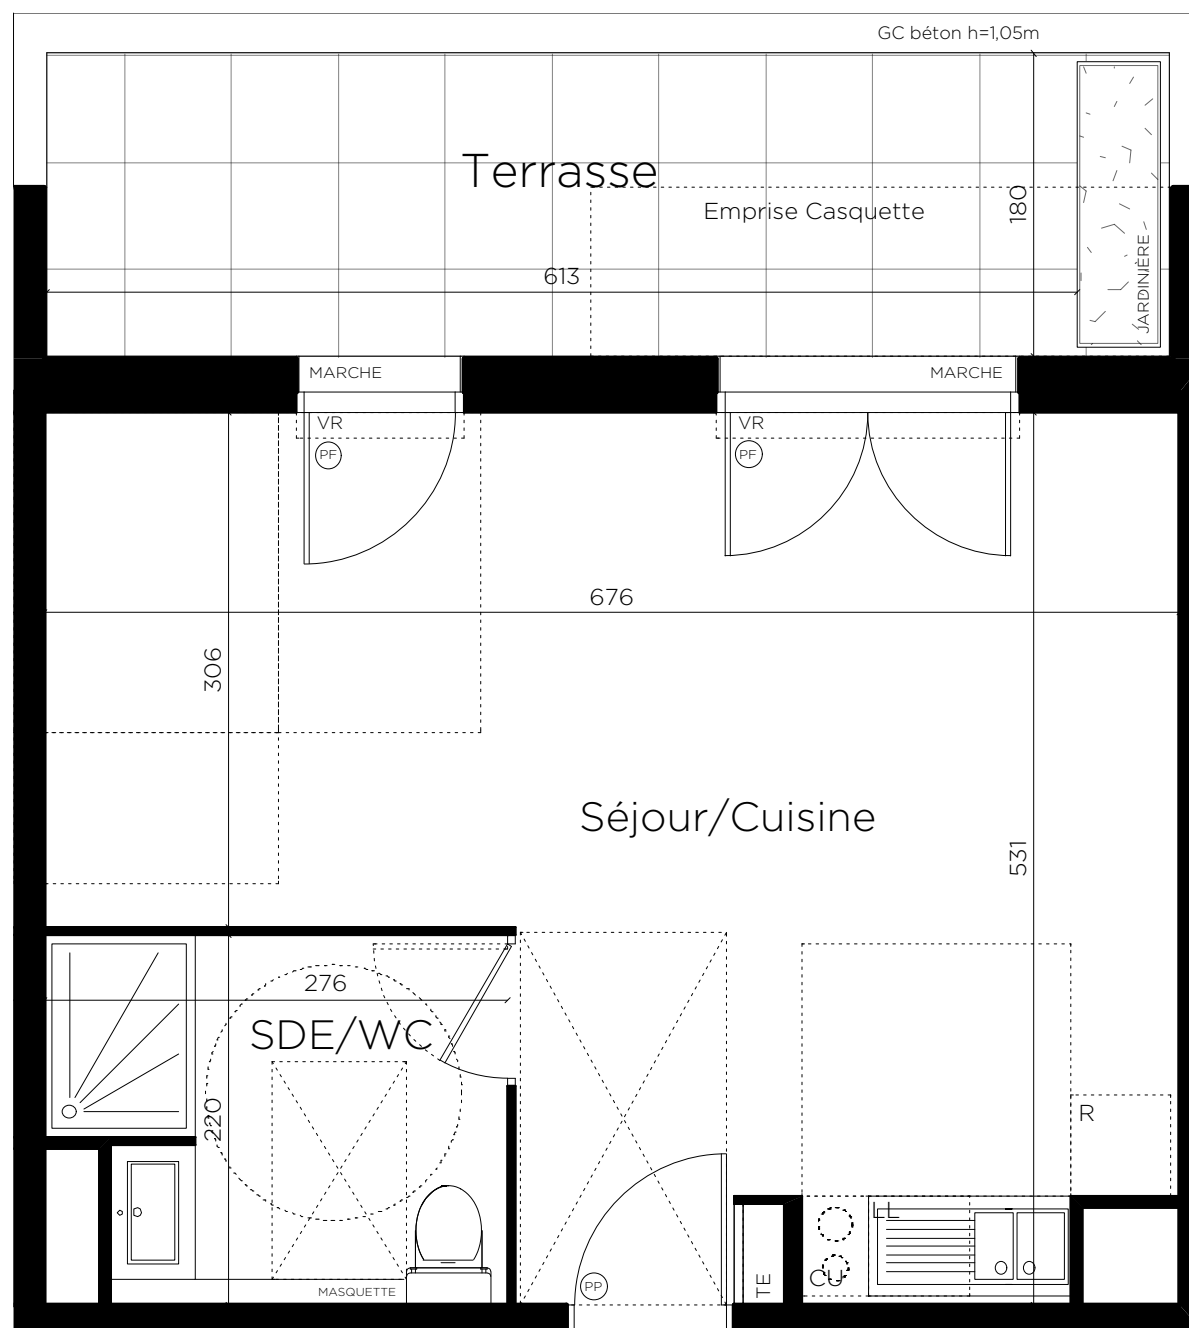 GC béton h=1,05m
Terrasse
Emprise Casquette
180
JARDINIÈRE
613
MARCHE
MARCHE
VR
PF
VR
PF
676
306
Séjour/Cuisine
531
276
SDE/WC
220
R
LL
CU
TE
PP
MASQUETTE